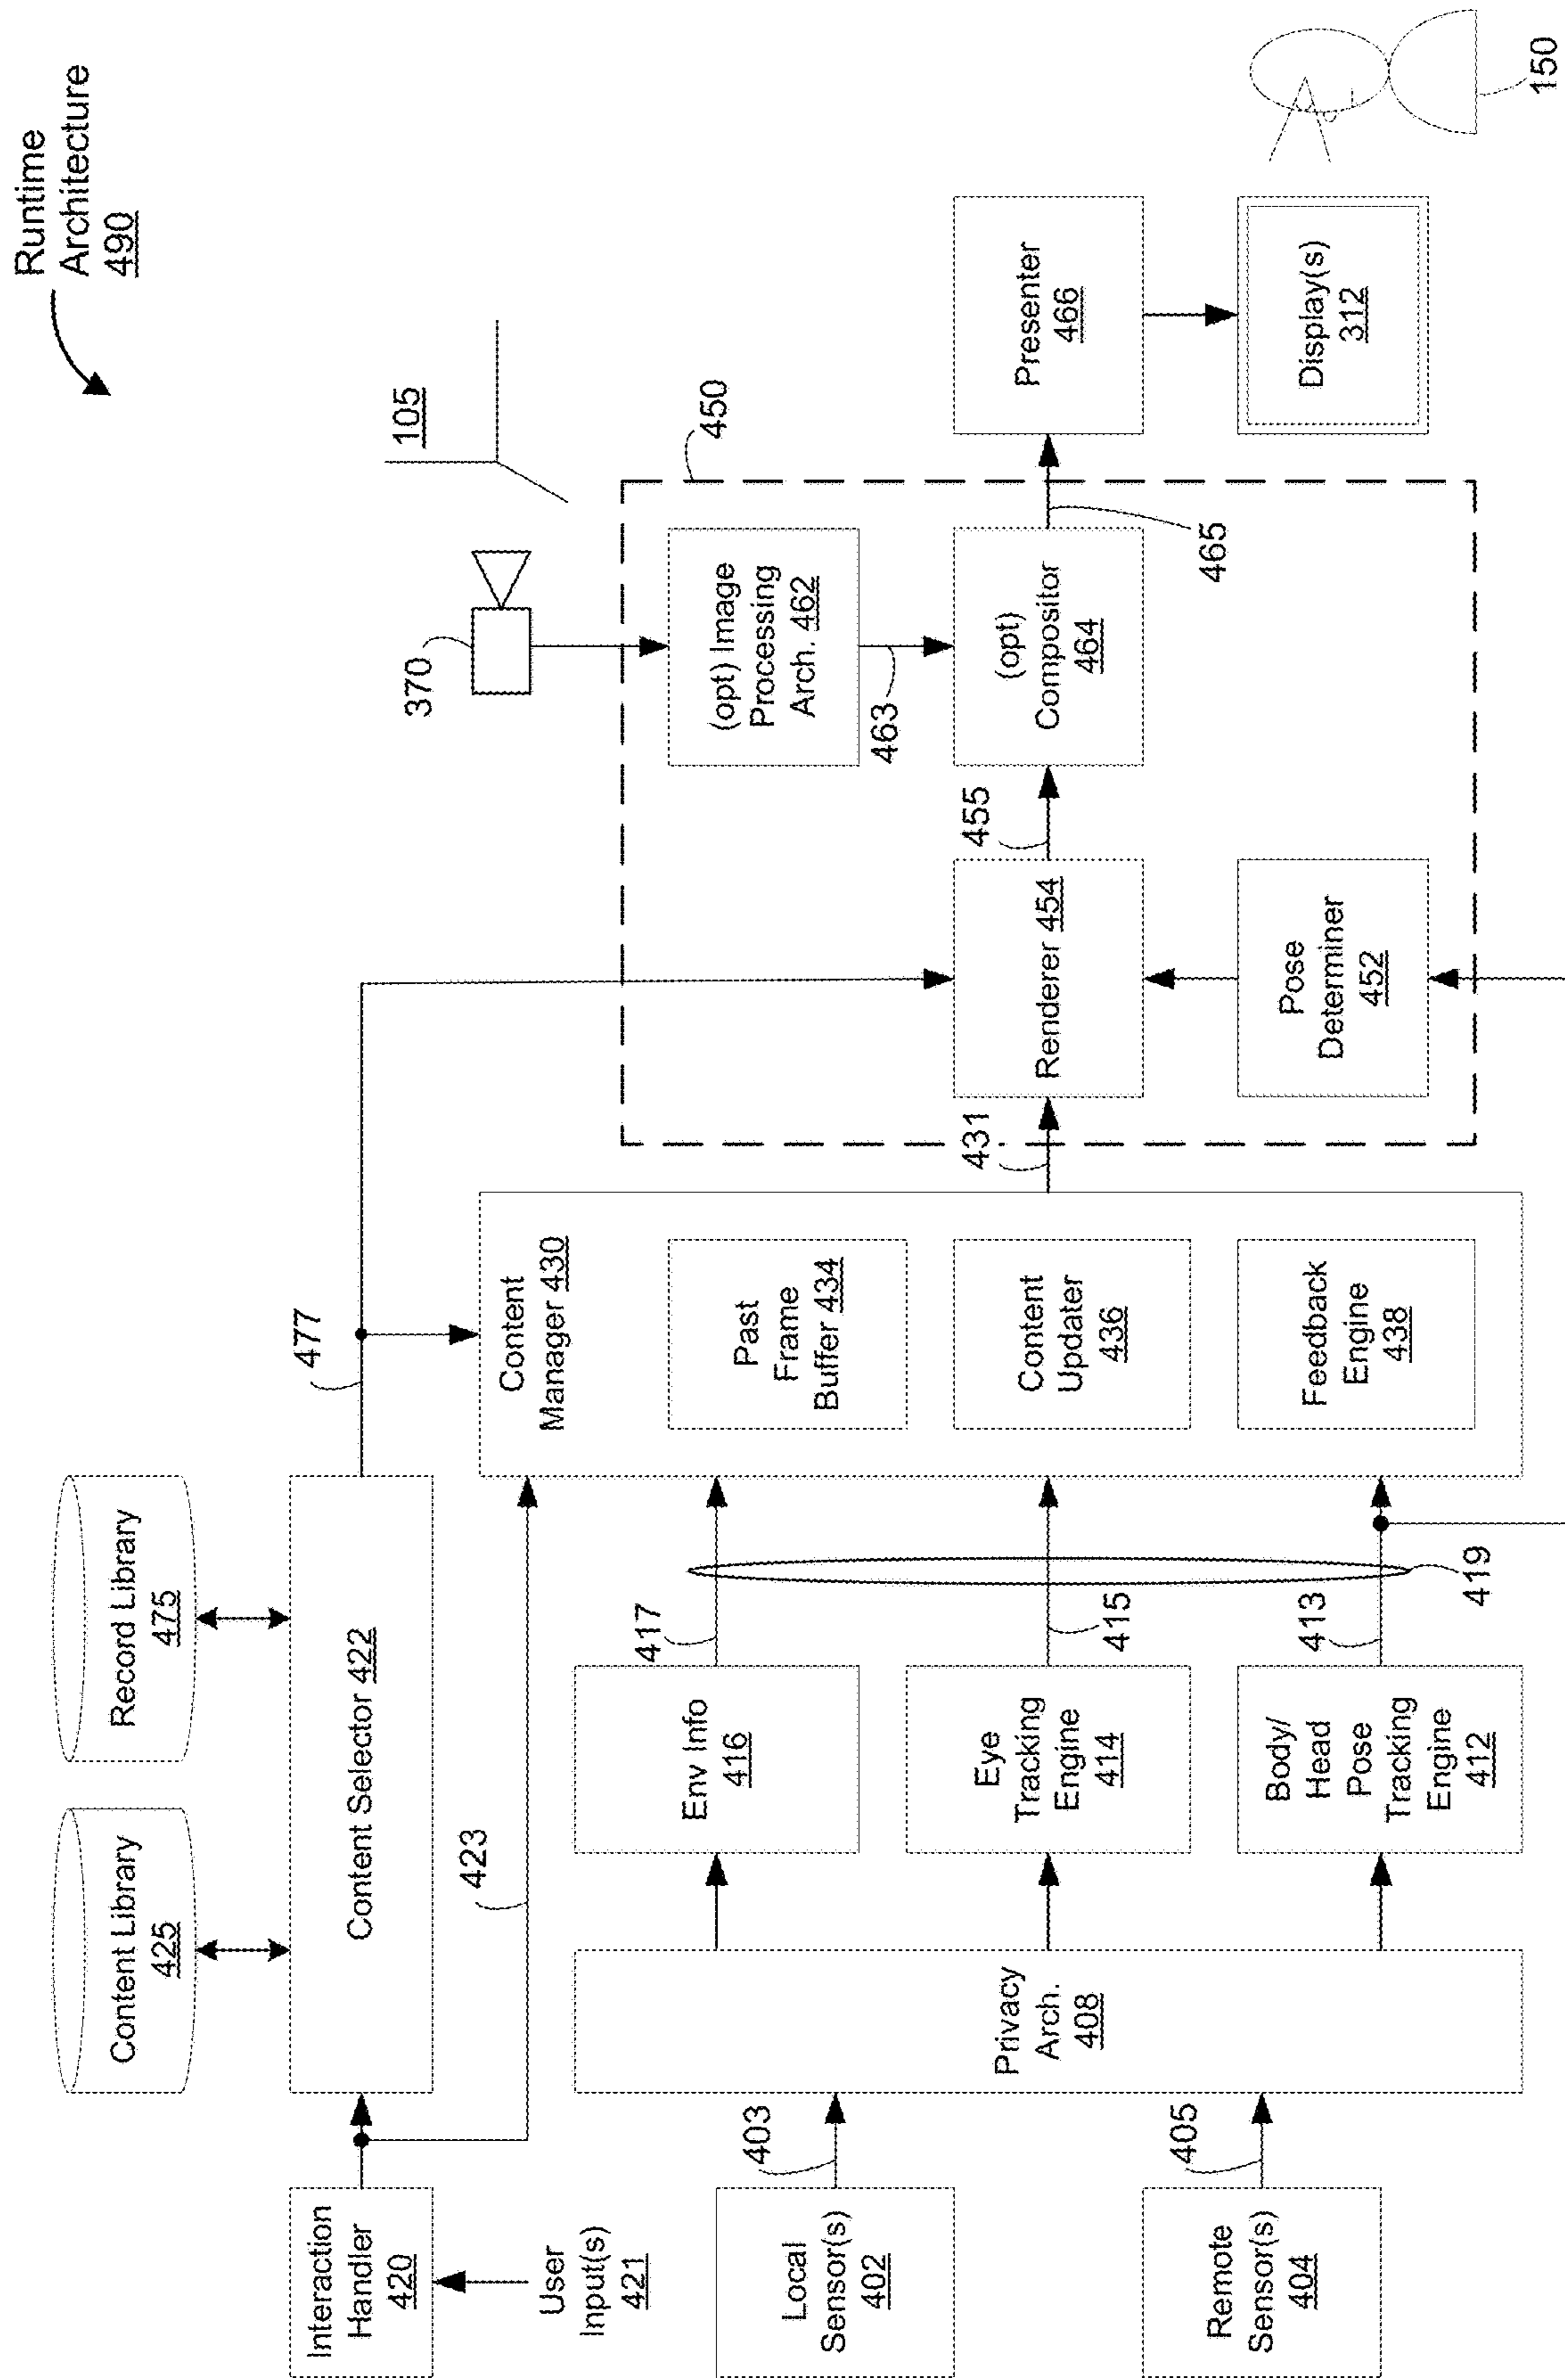 Runtime
Architecture
490
Content Library
425
Record Library
475
Interaction
Handler
420
Content Selector 422
477
User
Input(s)
421
423
370
105
Local
Sensor(s)
402
403
Remote
Sensor(s)
404
405
Privacy
Arch.
408
Env Info
416
417
Eye
Tracking
Engine
414
415
Body/
Head
Pose
Tracking
Engine
412
413
419
Content
Manager 430
Past
Frame
Buffer 434
Content
Updater
436
Feedback
Engine
438
431
450
(opt) Image
Processing
Arch. 462
463
Renderer 454
455
(opt)
Compositor
464
465
Pose
Determiner
452
Presenter
466
Display(s)
312
150